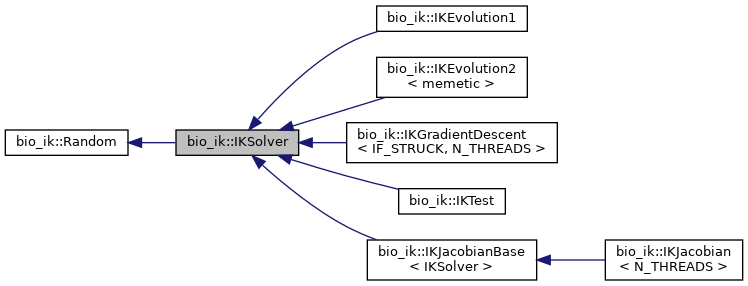 bio_ik::IKEvolution1
bio_ik::IKEvolution2
< memetic >
bio_ik::Random
bio_ik::IKSolver
bio_ik::IKGradientDescent
< IF_STRUCK, N_THREADS >
bio_ik::IKTest
bio_ik::IKJacobianBase
< IKSolver >
bio_ik::IKJacobian
< N_THREADS >